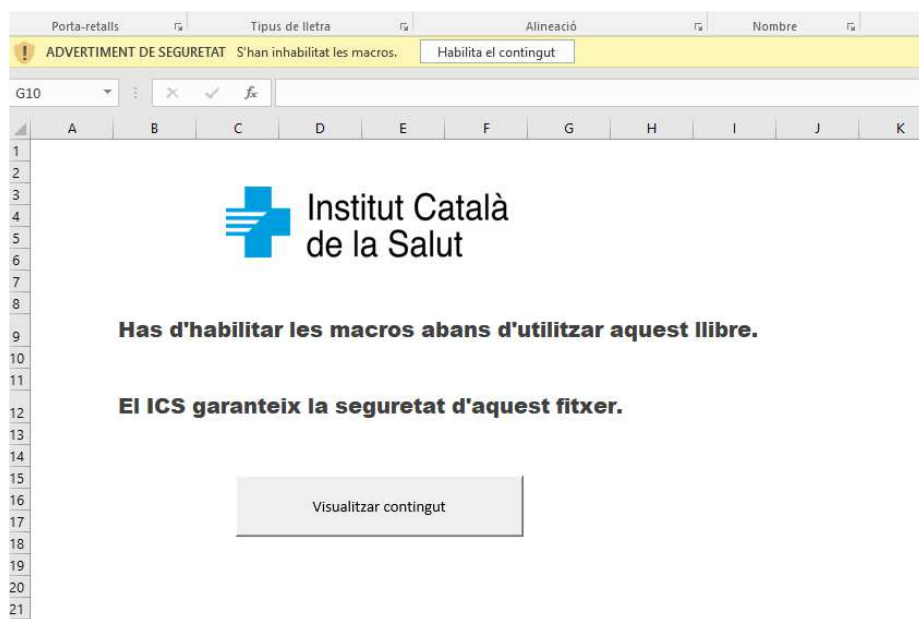 Porta-retalls Tipus de lletra Alineació Nombre
ADVERTIMENT DE SEGURETAT S'han inhabilitat les macros. Habilita el contingut
G10 fx
A B C D E F G H I J K
1
2
3
4
5
6
7
8
9
10
11
12
13
14
15
16
17
18
19
20
21
Institut Català
de la Salut
Has d'habilitar les macros abans d'utilitzar aquest llibre.
El ICS garanteix la seguretat d'aquest fitxer.
Visualitzar contingut